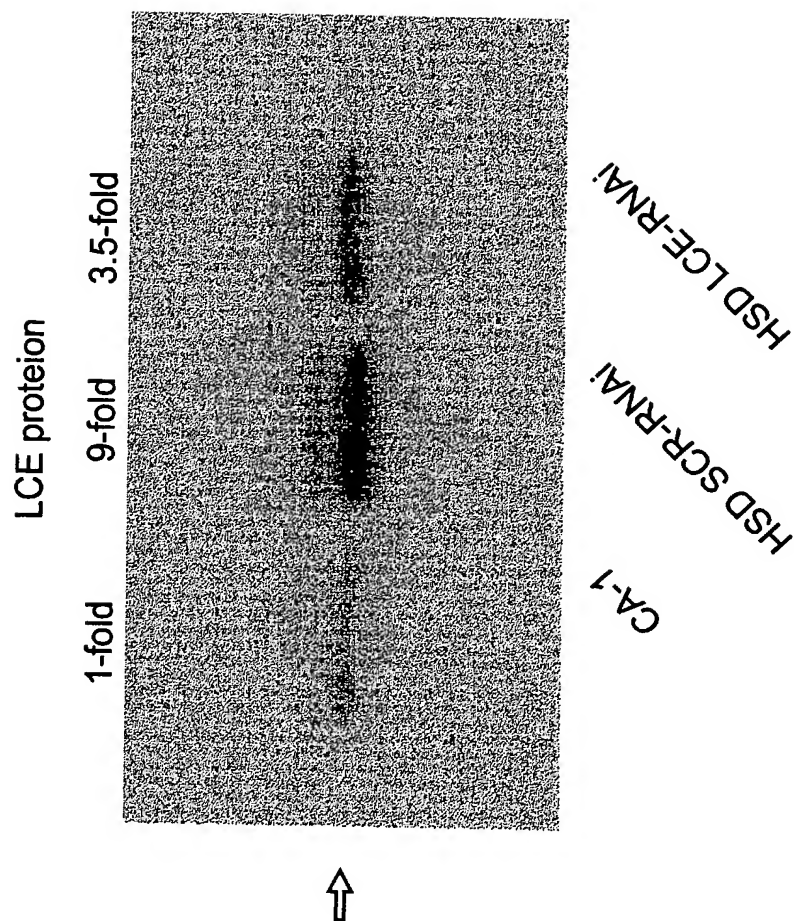 LCE proteion
1-fold
9-fold
3.5-fold
CA-1
HSD SCR-RNAi
HSD LCE-RNAi